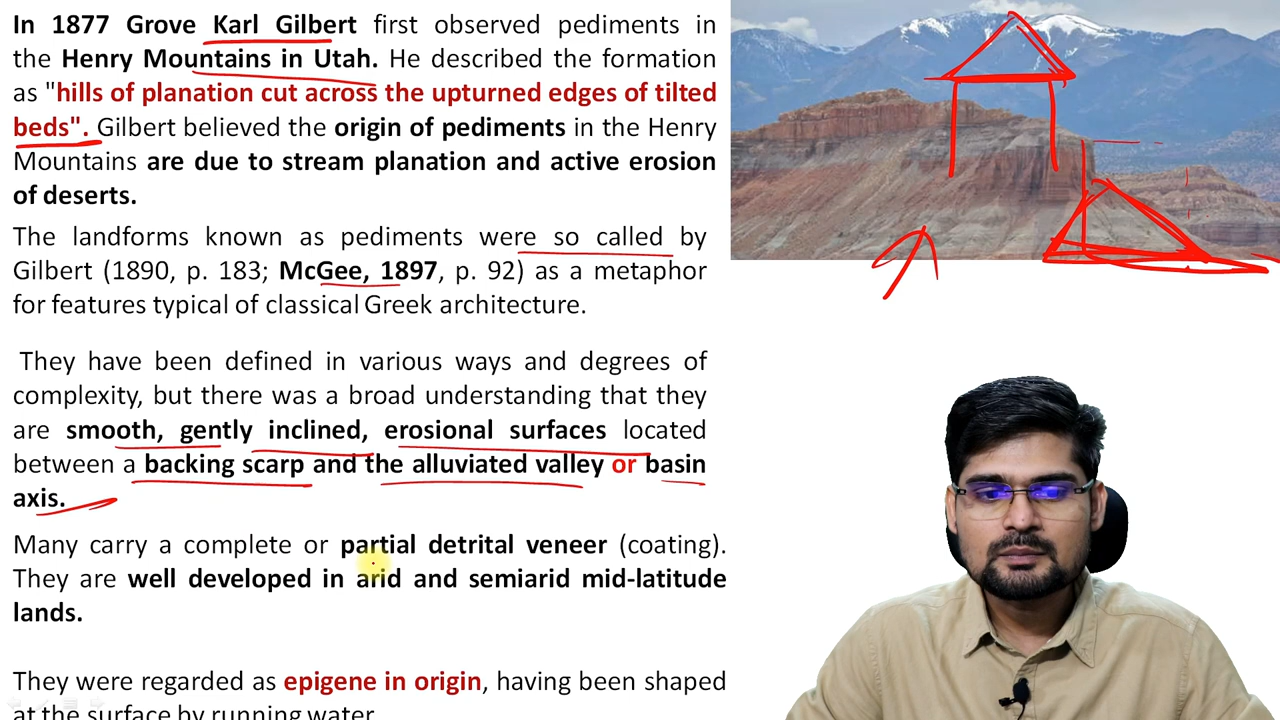 In 1877 Grove Karl Gilbert first observed pediments in
the Henry Mountains in Utah. He described the formation
as "hills of planation cut across the upturned edges of tilted
beds". Gilbert believed the origin of pediments in the Henry
Mountains are due to stream planation and active erosion
of deserts.
The landforms known as pediments were so called by
Gilbert (1890, p. 183; McGee, 1897, p. 92) as a metaphor
for features typical of classical Greek architecture.
They have been defined in various ways and degrees of
complexity, but there was a broad understanding that they
are smooth, gently inclined, erosional surfaces located
between a backing scarp and the alluviated valley or basin
axis.
Many carry a complete or partial detrital veneer (coating).
They are well developed in arid and semiarid mid-latitude
lands.
They were regarded as epigene in origin, having been shaped
at the surface by running water